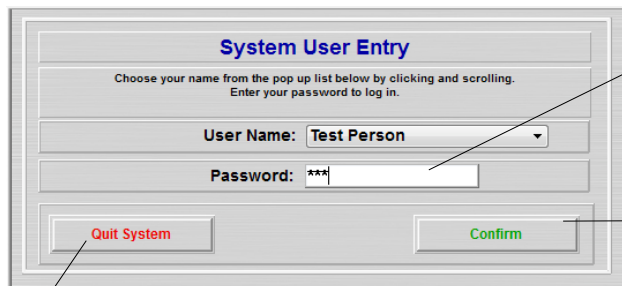 System User Entry
Choose your name from the pop up list below by clicking and scrolling.
Enter your password to log in.
User Name: Test Person
Password: ***
Quit System Confirm